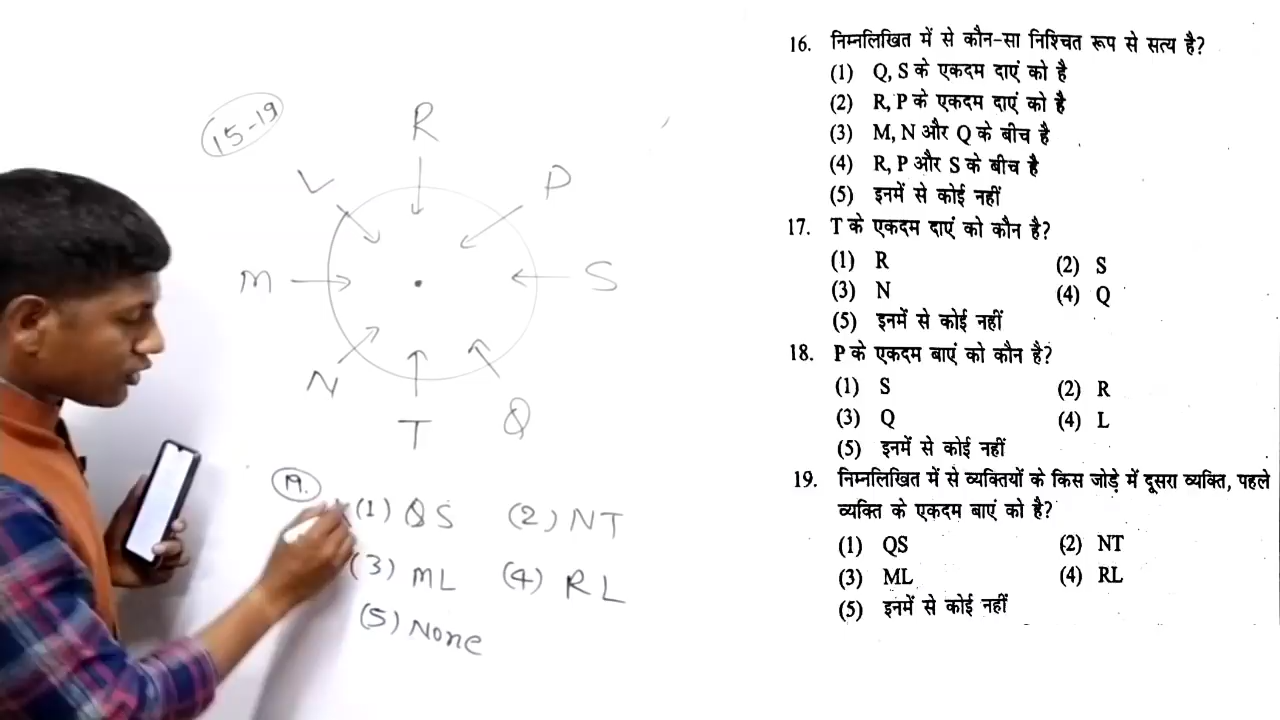 15-19
R
L
P
M
S
N
T
Q
19.
(1) QS (2) NT
(3) ML (4) RL
(5) None
16. निम्नलिखित में से कौन-सा निश्चित रूप से सत्य है?
(1) Q, S के एकदम दाएं को है
(2) R, P के एकदम दाएं को है
(3) M, N और Q के बीच है
(4) R, P और S के बीच है
(5) इनमें से कोई नहीं
17. T के एकदम दाएं को कौन है?
(1) R (2) S
(3) N (4) Q
(5) इनमें से कोई नहीं
18. P के एकदम बाएं को कौन है?
(1) S (2) R
(3) Q (4) L
(5) इनमें से कोई नहीं
19. निम्नलिखित में से व्यक्तियों के किस जोड़े में दूसरा व्यक्ति, पहले
व्यक्ति के एकदम बाएं को है?
(1) QS (2) NT
(3) ML (4) RL
(5) इनमें से कोई नहीं